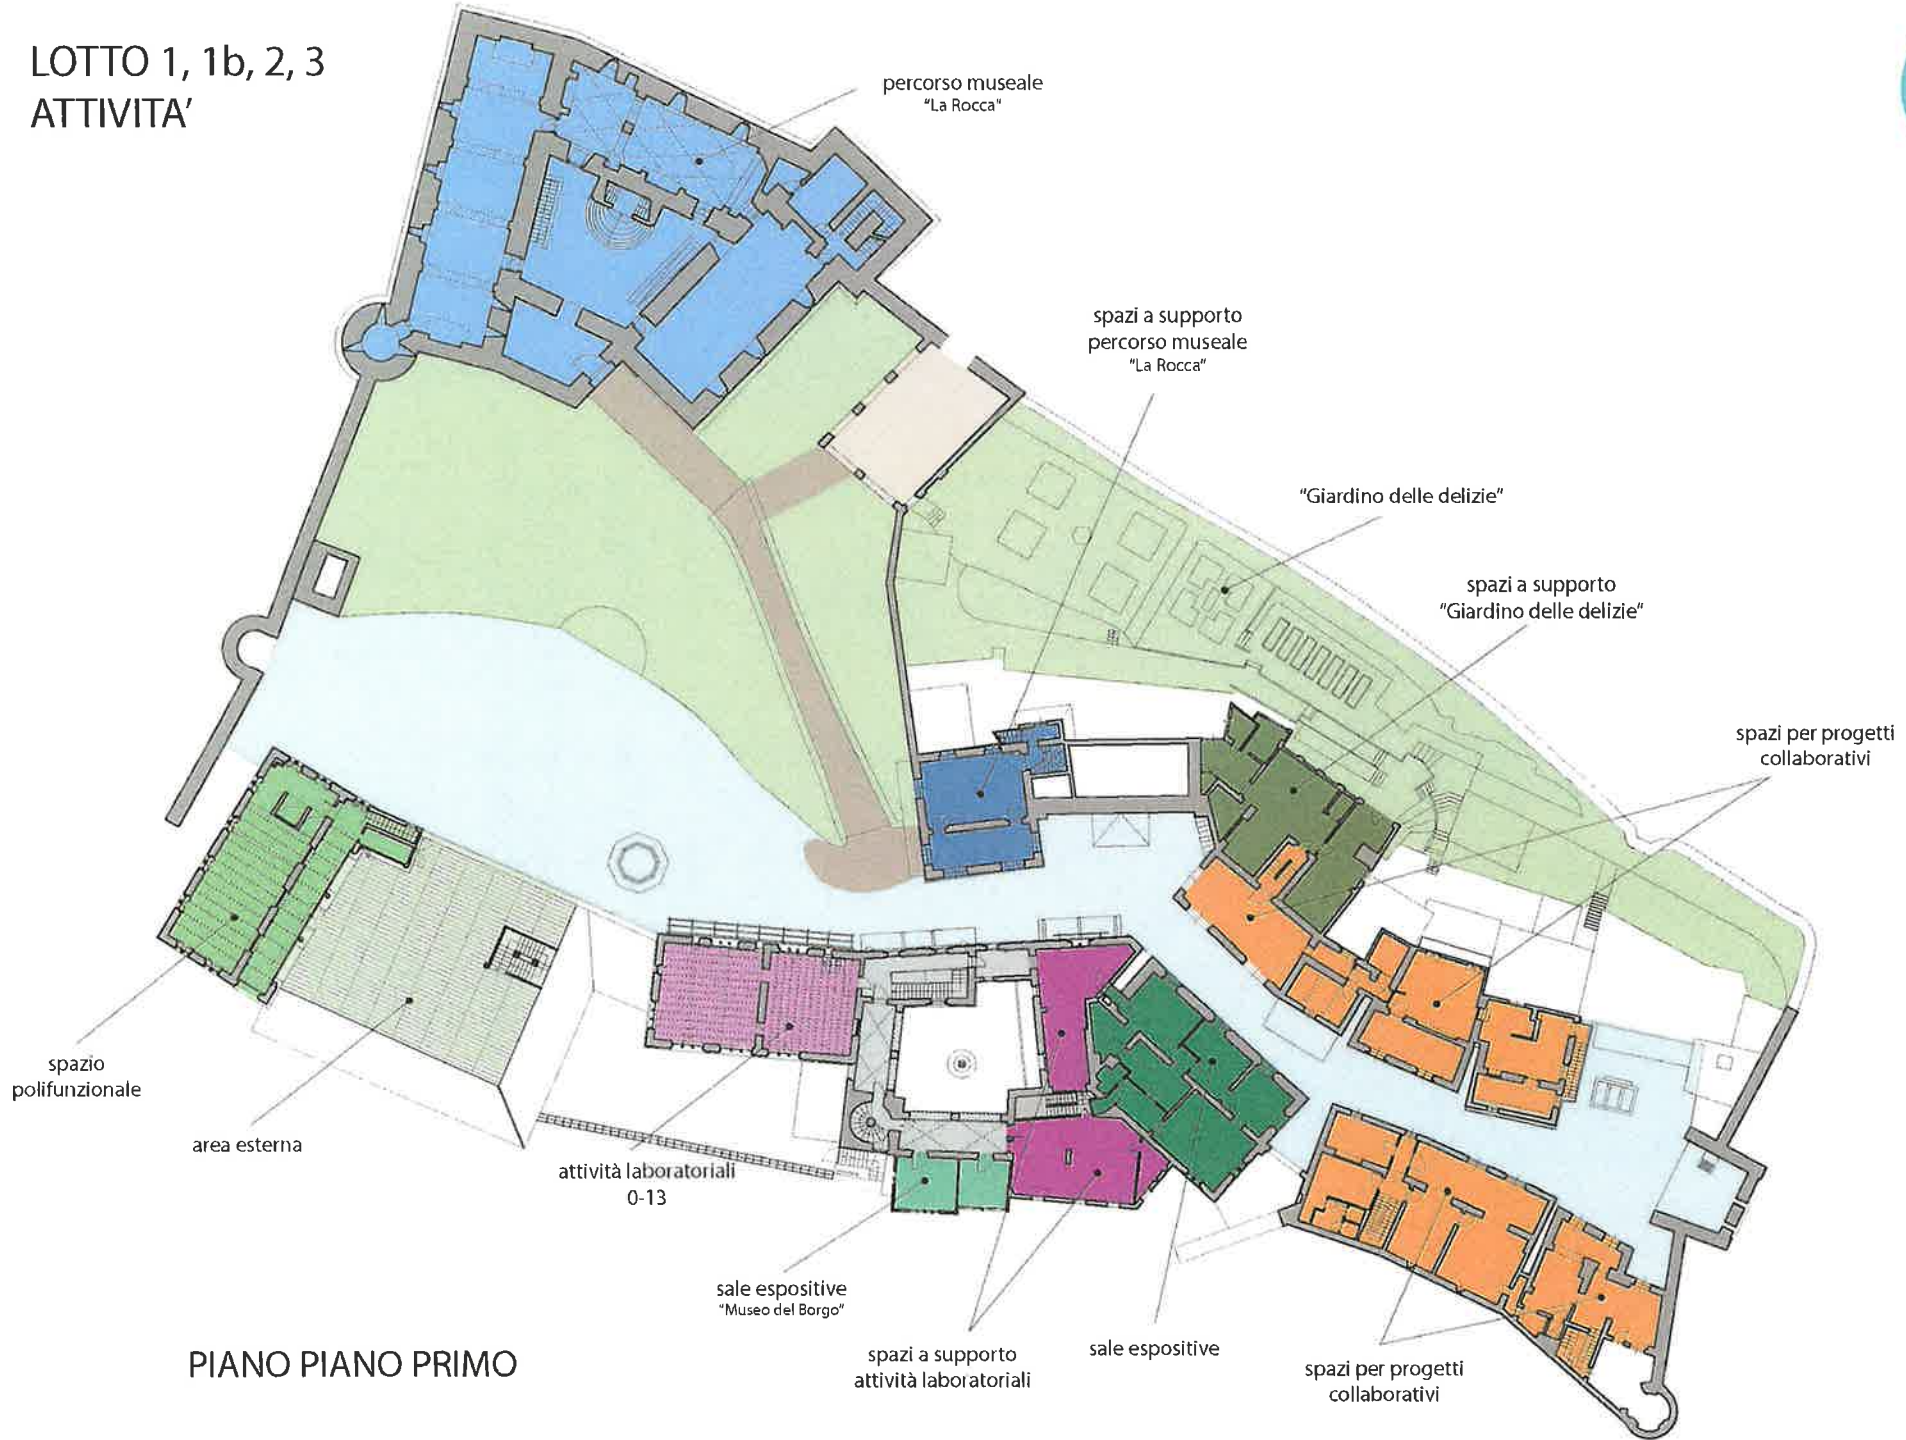 LOTTO 1, 1b, 2, 3
ATTIVITA'
percorso museale
"La Rocca"
spazi a supporto
percorso museale
"La Rocca"
"Giardino delle delizie"
spazi a supporto
"Giardino delle delizie"
spazi per progetti
collaborativi
spazio
polifunzionale
area esterna
attività laboratoriali
0-13
sale espositive
"Museo del Borgo"
spazi a supporto
attività laboratoriali
sale espositive
spazi per progetti
collaborativi
PIANO PIANO PRIMO